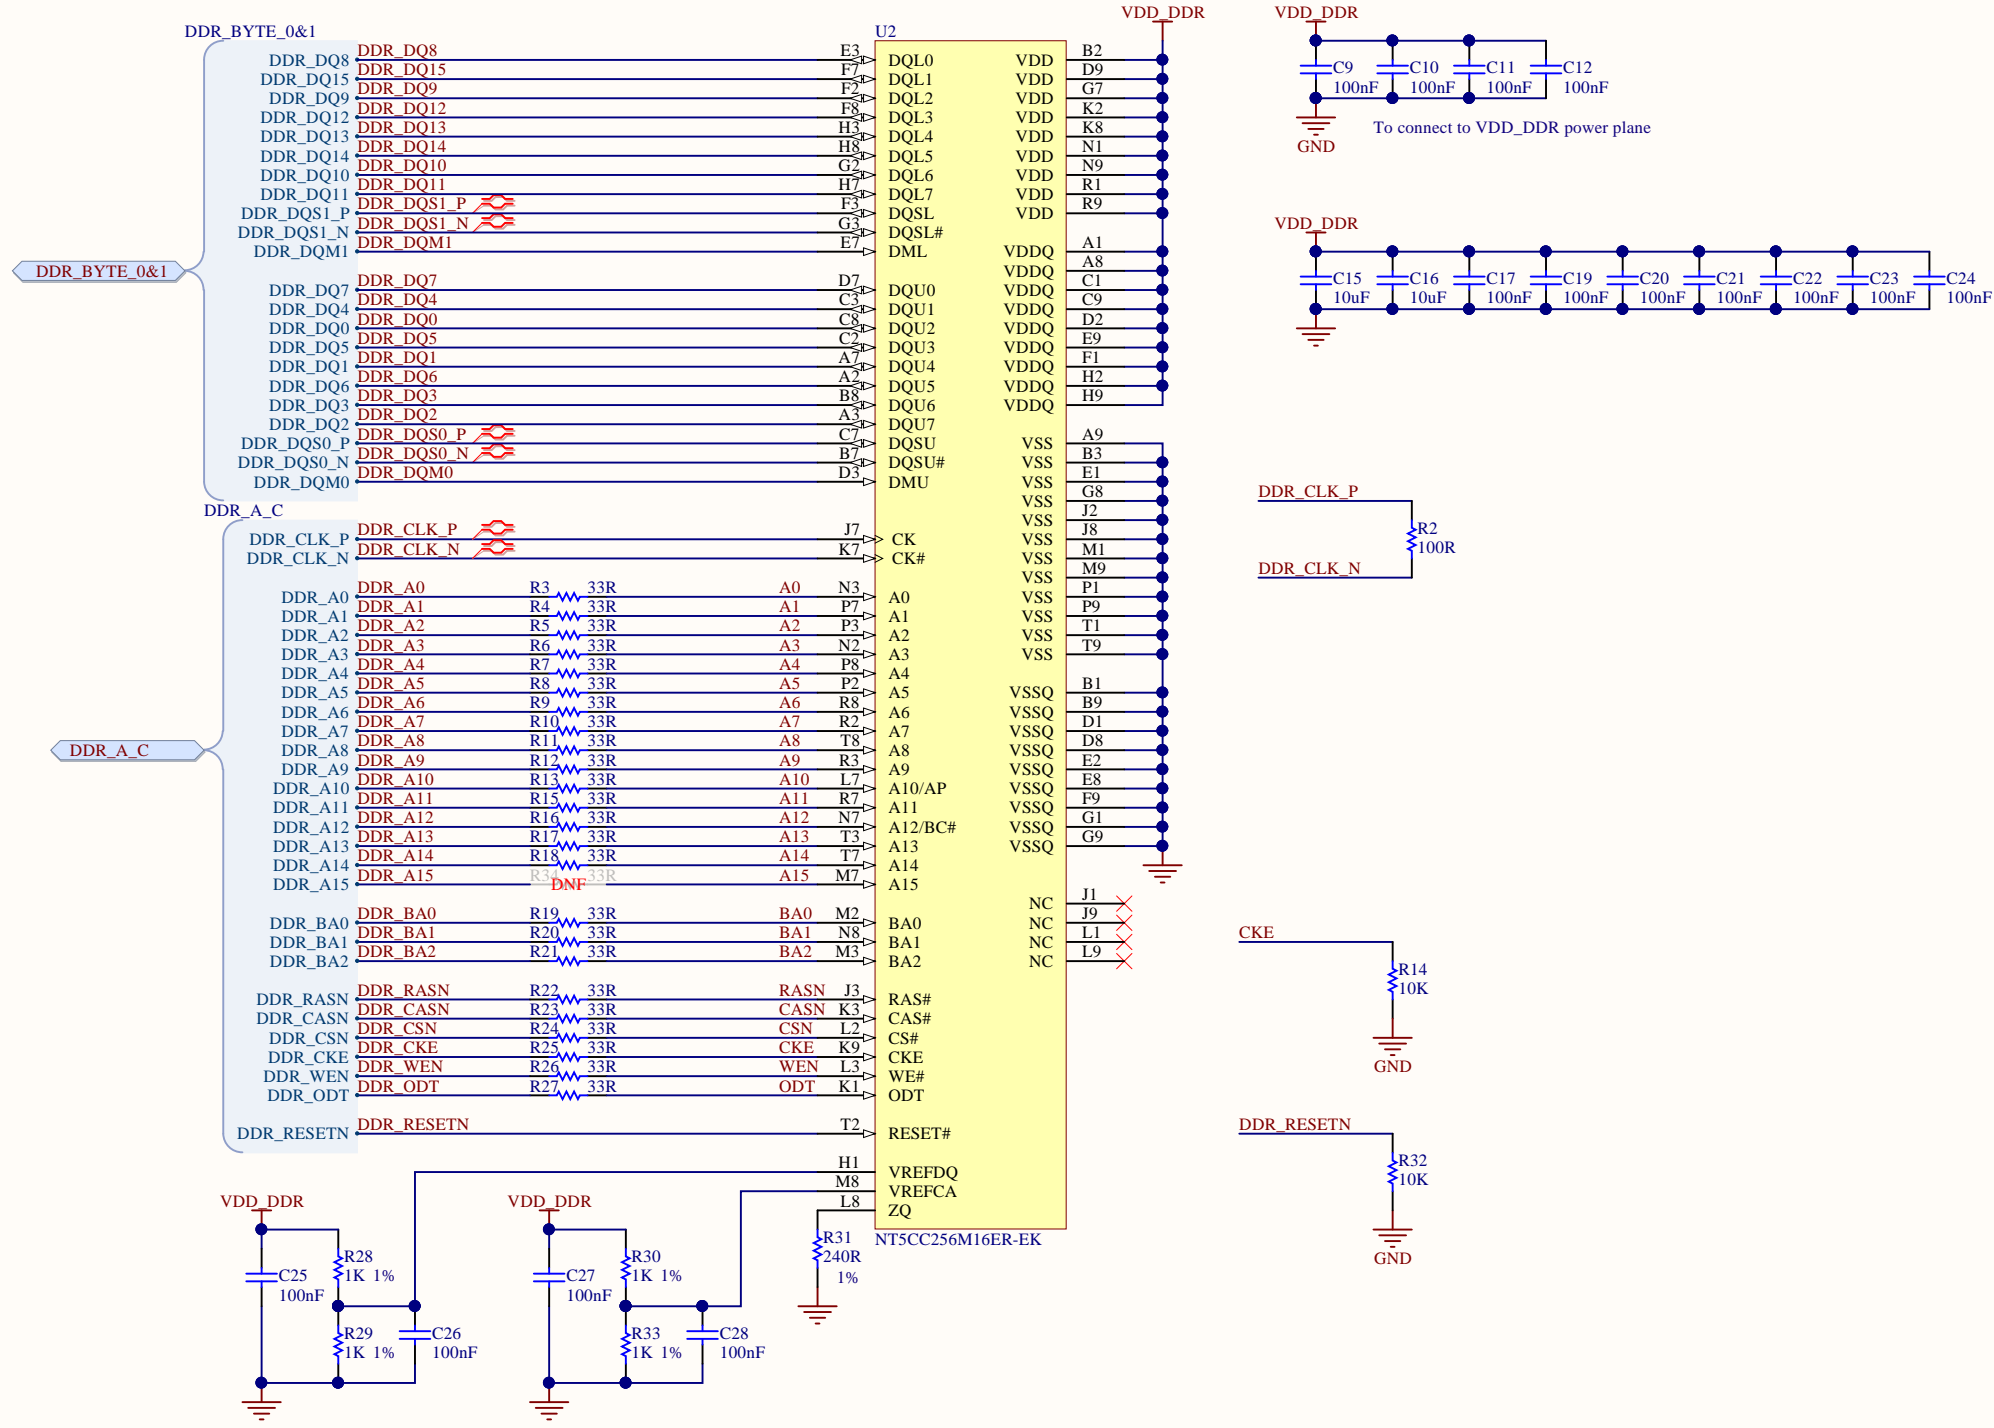 DDR_BYTE_0&1
DDR_BYTE_0&1
DDR_DQ8 DDR_DQ8 E3 DQL0
DDR_DQ15 DDR_DQ15 F7 DQL1
DDR_DQ9 DDR_DQ9 F2 DQL2
DDR_DQ12 DDR_DQ12 F8 DQL3
DDR_DQ13 DDR_DQ13 H3 DQL4
DDR_DQ14 DDR_DQ14 H8 DQL5
DDR_DQ10 DDR_DQ10 G2 DQL6
DDR_DQ11 DDR_DQ11 H7 DQL7
DDR_DQS1_P DDR_DQS1_P F3 DQSL
DDR_DQS1_N DDR_DQS1_N G3 DQSL#
DDR_DQM1 DDR_DQM1 E7 DML
DDR_DQ7 DDR_DQ7 D7 DQU0
DDR_DQ4 DDR_DQ4 C3 DQU1
DDR_DQ0 DDR_DQ0 C8 DQU2
DDR_DQ5 DDR_DQ5 C2 DQU3
DDR_DQ1 DDR_DQ1 A7 DQU4
DDR_DQ6 DDR_DQ6 A2 DQU5
DDR_DQ3 DDR_DQ3 B8 DQU6
DDR_DQ2 DDR_DQ2 A3 DQU7
DDR_DQS0_P DDR_DQS0_P C7 DQSU
DDR_DQS0_N DDR_DQS0_N B7 DQSU#
DDR_DQM0 DDR_DQM0 D3 DMU
DDR_A_C
DDR_A_C
DDR_CLK_P DDR_CLK_P J7 CK
DDR_CLK_N DDR_CLK_N K7 CK#
DDR_A0 DDR_A0 R3 33R A0 N3 A0
DDR_A1 DDR_A1 R4 33R A1 P7 A1
DDR_A2 DDR_A2 R5 33R A2 P3 A2
DDR_A3 DDR_A3 R6 33R A3 N2 A3
DDR_A4 DDR_A4 R7 33R A4 P8 A4
DDR_A5 DDR_A5 R8 33R A5 P2 A5
DDR_A6 DDR_A6 R9 33R A6 R8 A6
DDR_A7 DDR_A7 R10 33R A7 R2 A7
DDR_A8 DDR_A8 R11 33R A8 T8 A8
DDR_A9 DDR_A9 R12 33R A9 R3 A9
DDR_A10 DDR_A10 R13 33R A10 L7 A10/AP
DDR_A11 DDR_A11 R15 33R A11 R7 A11
DDR_A12 DDR_A12 R16 33R A12 N7 A12/BC#
DDR_A13 DDR_A13 R17 33R A13 T3 A13
DDR_A14 DDR_A14 R18 33R A14 T7 A14
DDR_A15 DDR_A15 R34 DNF 33R A15 M7 A15
DDR_BA0 DDR_BA0 R19 33R BA0 M2 BA0
DDR_BA1 DDR_BA1 R20 33R BA1 N8 BA1
DDR_BA2 DDR_BA2 R21 33R BA2 M3 BA2
DDR_RASN DDR_RASN R22 33R RASN J3 RAS#
DDR_CASN DDR_CASN R23 33R CASN K3 CAS#
DDR_CSN DDR_CSN R24 33R CSN L2 CS#
DDR_CKE DDR_CKE R25 33R CKE K9 CKE
DDR_WEN DDR_WEN R26 33R WEN L3 WE#
DDR_ODT DDR_ODT R27 33R ODT K1 ODT
DDR_RESETN DDR_RESETN T2 RESET#
H1 VREFDQ
M8 VREFCA
L8 ZQ
U2
VDD_DDR
VDD B2
VDD D9
VDD G7
VDD K2
VDD K8
VDD N1
VDD N9
VDD R1
VDD R9
VDDQ A1
VDDQ A8
VDDQ C1
VDDQ C9
VDDQ D2
VDDQ E9
VDDQ F1
VDDQ H2
VDDQ H9
VSS A9
VSS B3
VSS E1
VSS G8
VSS J2
VSS J8
VSS M1
VSS M9
VSS P1
VSS P9
VSS T1
VSS T9
VSSQ B1
VSSQ B9
VSSQ D1
VSSQ D8
VSSQ E2
VSSQ E8
VSSQ F9
VSSQ G1
VSSQ G9
NC J1
NC J9
NC L1
NC L9
NT5CC256M16ER-EK
R31
240R
1%
VDD_DDR
C25
100nF
R28
1K 1%
R29
1K 1%
C26
100nF
VDD_DDR
C27
100nF
R30
1K 1%
R33
1K 1%
C28
100nF
VDD_DDR
C9 C10 C11 C12
100nF 100nF 100nF 100nF
To connect to VDD_DDR power plane
GND
VDD_DDR
C15 C16 C17 C19 C20 C21 C22 C23 C24
10uF 10uF 100nF 100nF 100nF 100nF 100nF 100nF 100nF
DDR_CLK_P
R2
100R
DDR_CLK_N
CKE
R14
10K
GND
DDR_RESETN
R32
10K
GND